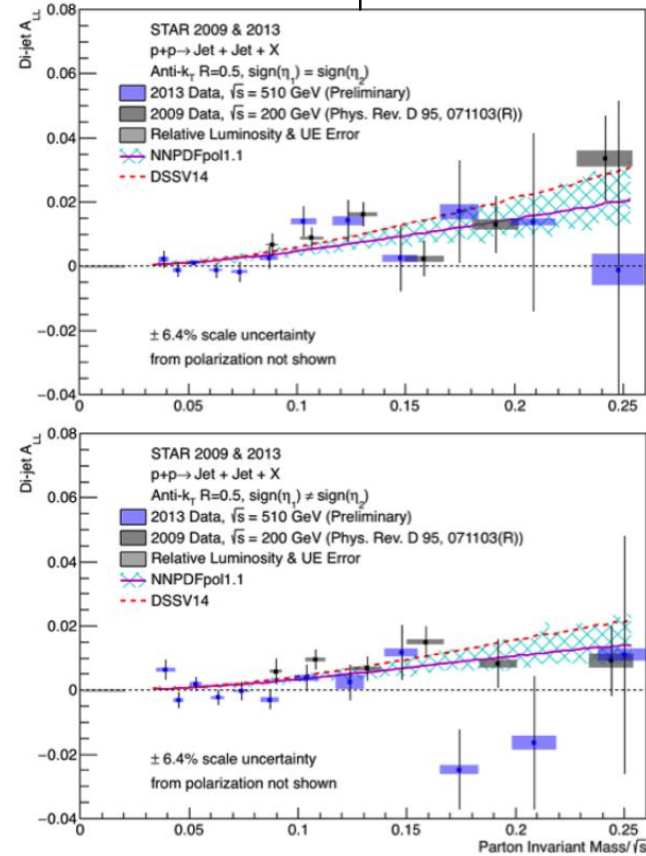 0.08
Di-jet A_LL
STAR 2009 & 2013
p+p→ Jet + Jet + X
0.06
Anti-k_T R=0.5, sign(η_1) = sign(η_2)
2013 Data, √s = 510 GeV (Preliminary)
2009 Data, √s = 200 GeV (Phys. Rev. D 95, 071103(R))
0.04
Relative Luminosity & UE Error
NNPDFpol1.1
DSSV14
0.02
0
−0.02
± 6.4% scale uncertainty
from polarization not shown
−0.04
0 0.05 0.1 0.15 0.2 0.25
0.08
Di-jet A_LL
STAR 2009 & 2013
p+p→ Jet + Jet + X
0.06
Anti-k_T R=0.5, sign(η_1) ≠ sign(η_2)
2013 Data, √s = 510 GeV (Preliminary)
2009 Data, √s = 200 GeV (Phys. Rev. D 95, 071103(R))
0.04
Relative Luminosity & UE Error
NNPDFpol1.1
DSSV14
0.02
0
−0.02
± 6.4% scale uncertainty
from polarization not shown
−0.04
0 0.05 0.1 0.15 0.2 0.25
Parton Invariant Mass/√s